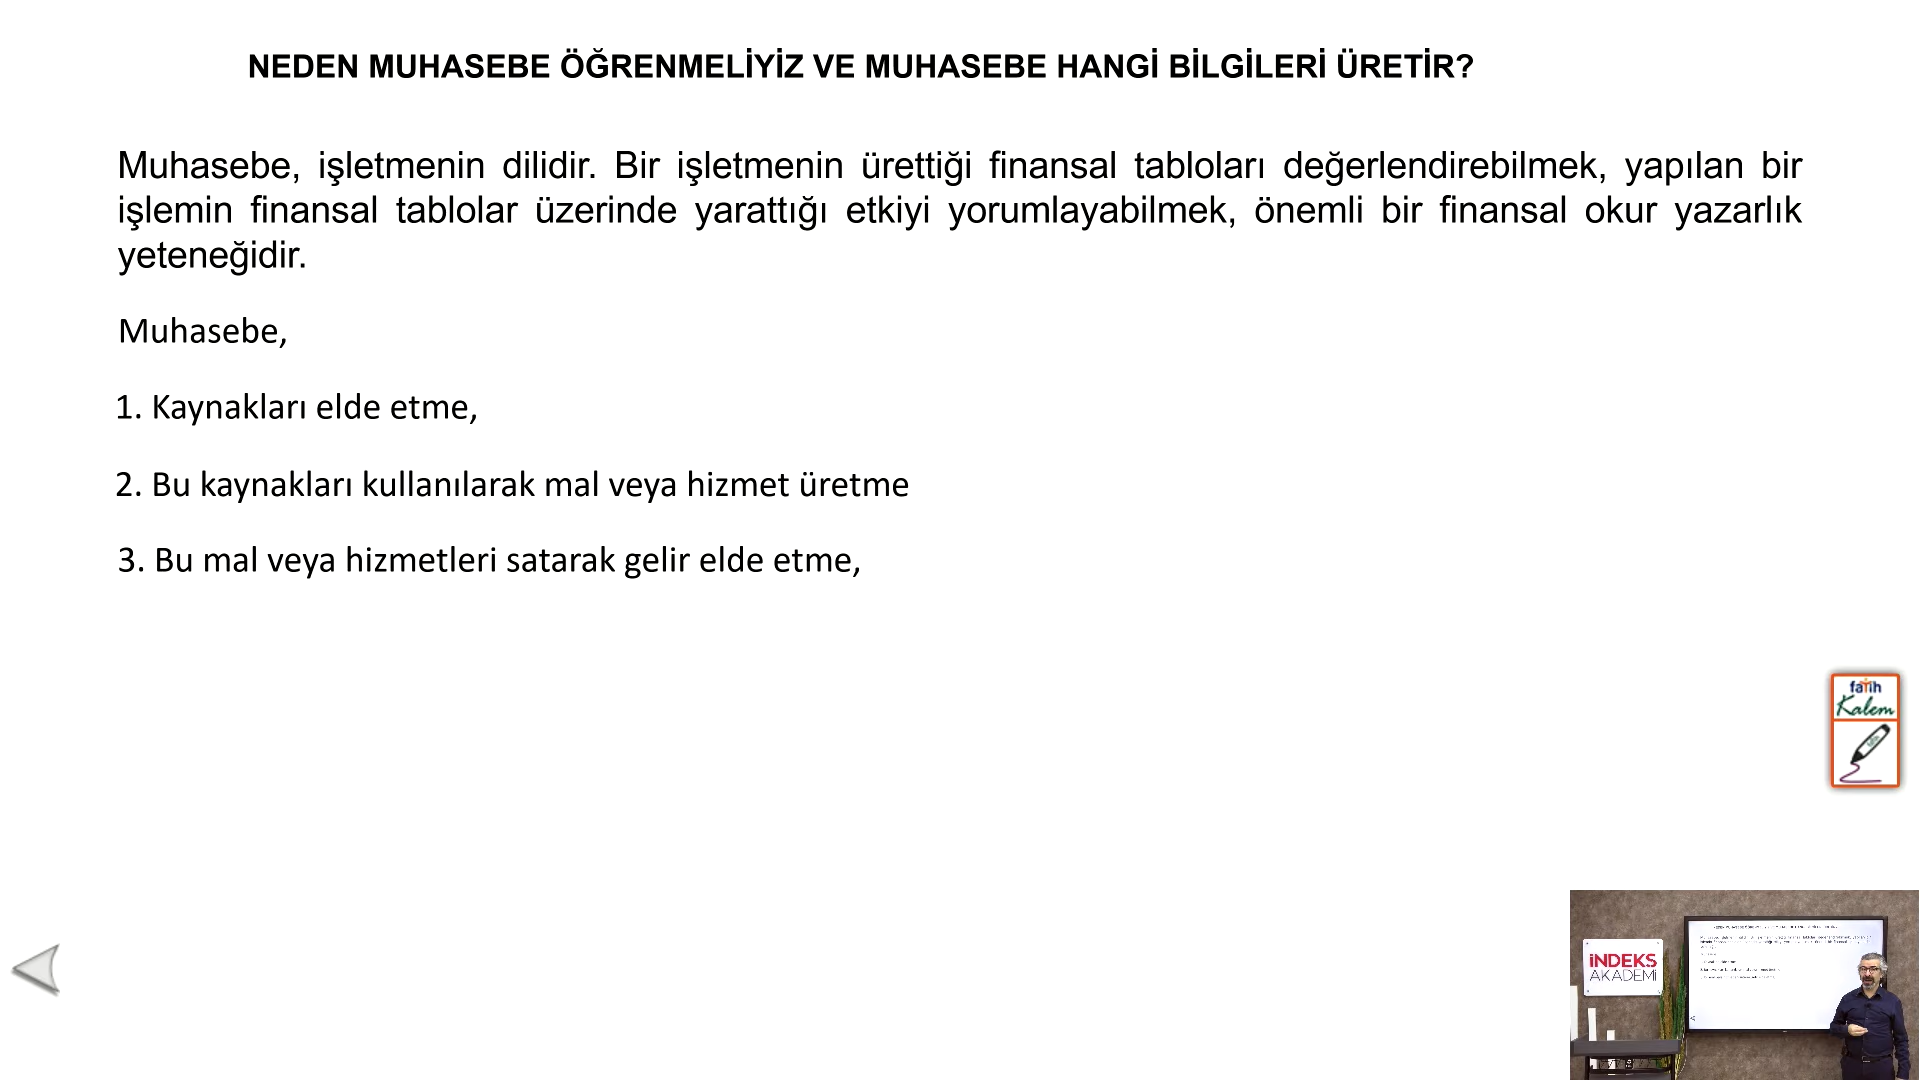 NEDEN MUHASEBE ÖĞRENMELİYİZ VE MUHASEBE HANGİ BİLGİLERİ ÜRETİR?
Muhasebe, işletmenin dilidir. Bir işletmenin ürettiği finansal tabloları değerlendirebilmek, yapılan bir
işlemin finansal tablolar üzerinde yarattığı etkiyi yorumlayabilmek, önemli bir finansal okur yazarlık
yeteneğidir.
Muhasebe,
1. Kaynakları elde etme,
2. Bu kaynakları kullanılarak mal veya hizmet üretme
3. Bu mal veya hizmetleri satarak gelir elde etme,
fatih
Kalem
İNDEKS
AKADEMİ